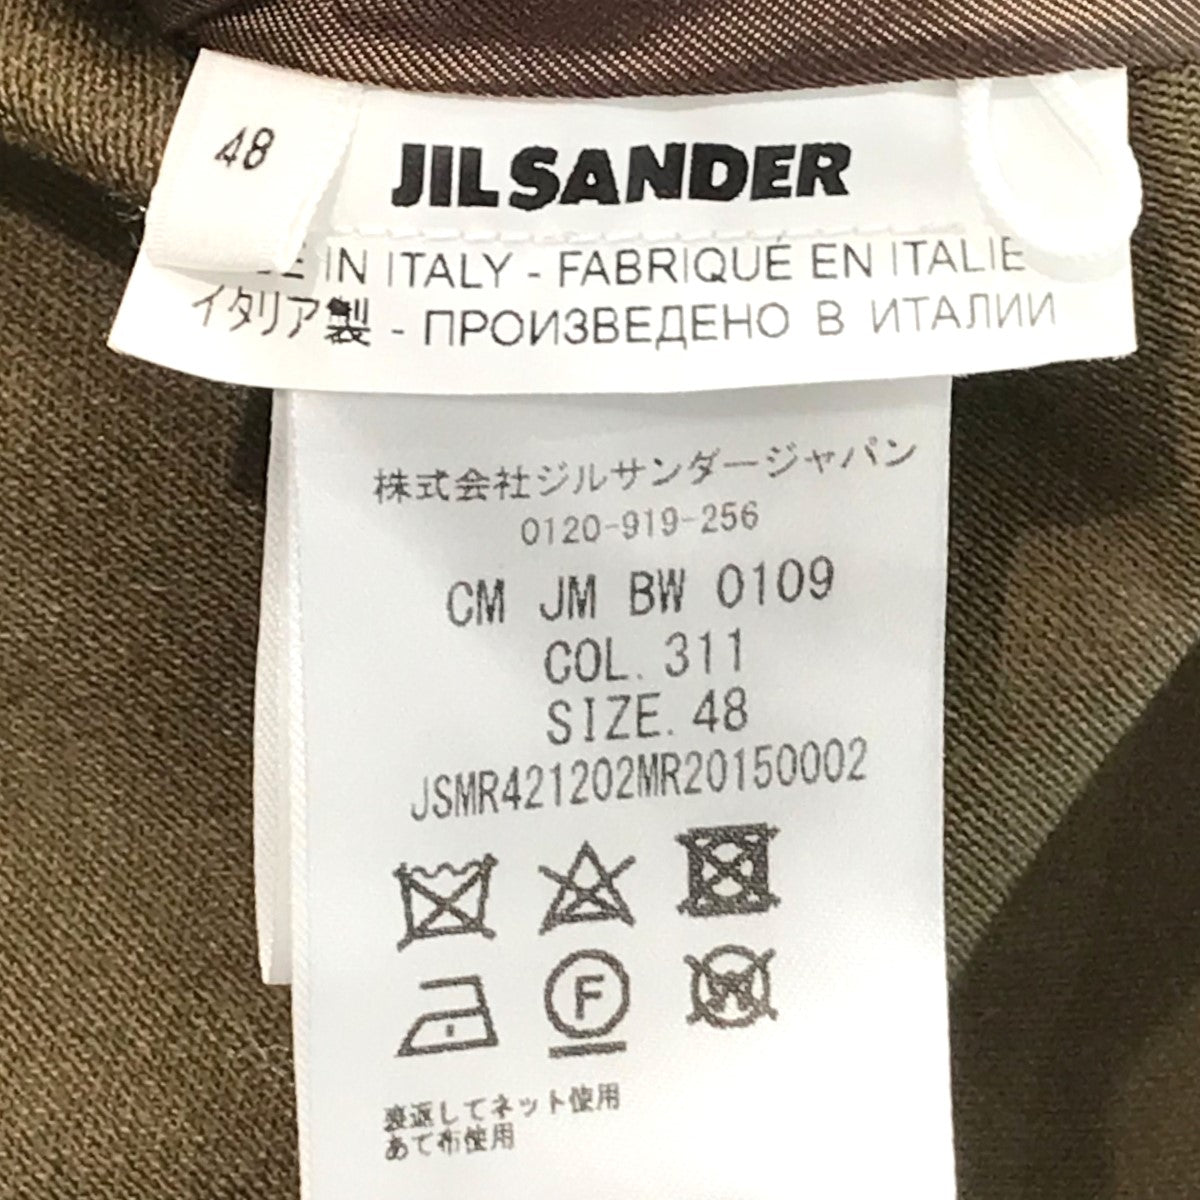 48
JIL SANDER
IN ITALY - FABRIQUÉ EN ITALIE
イタリア製 - ПРОИЗВЕДЕНО В ИТАЛИИ
株式会社ジルサンダージャパン
0120-919-256
CM JM BW 0109
COL. 311
SIZE. 48
JSMR421202MR20150002
F
W
裏返してネット使用
あて布使用